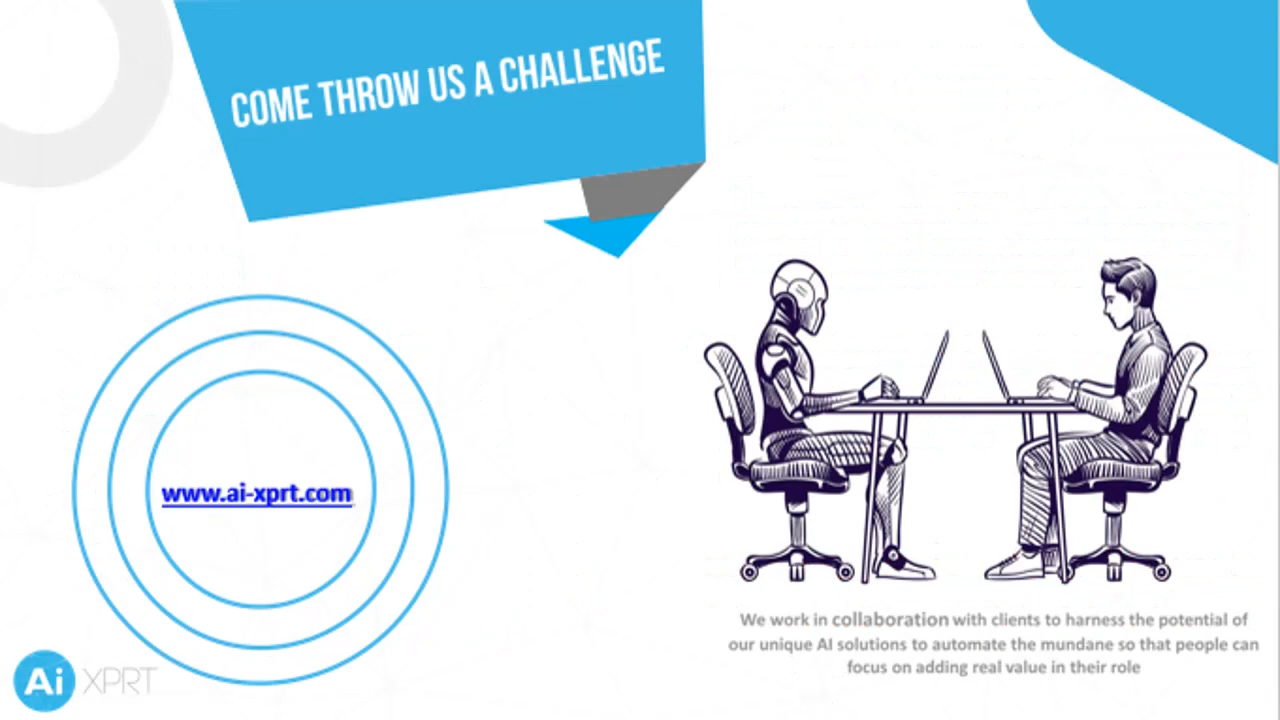 COME THROW US A CHALLENGE
www.ai-xprt.com
We work in collaboration with clients to harness the potential of
our unique AI solutions to automate the mundane so that people can
focus on adding real value in their role
Ai XPRT